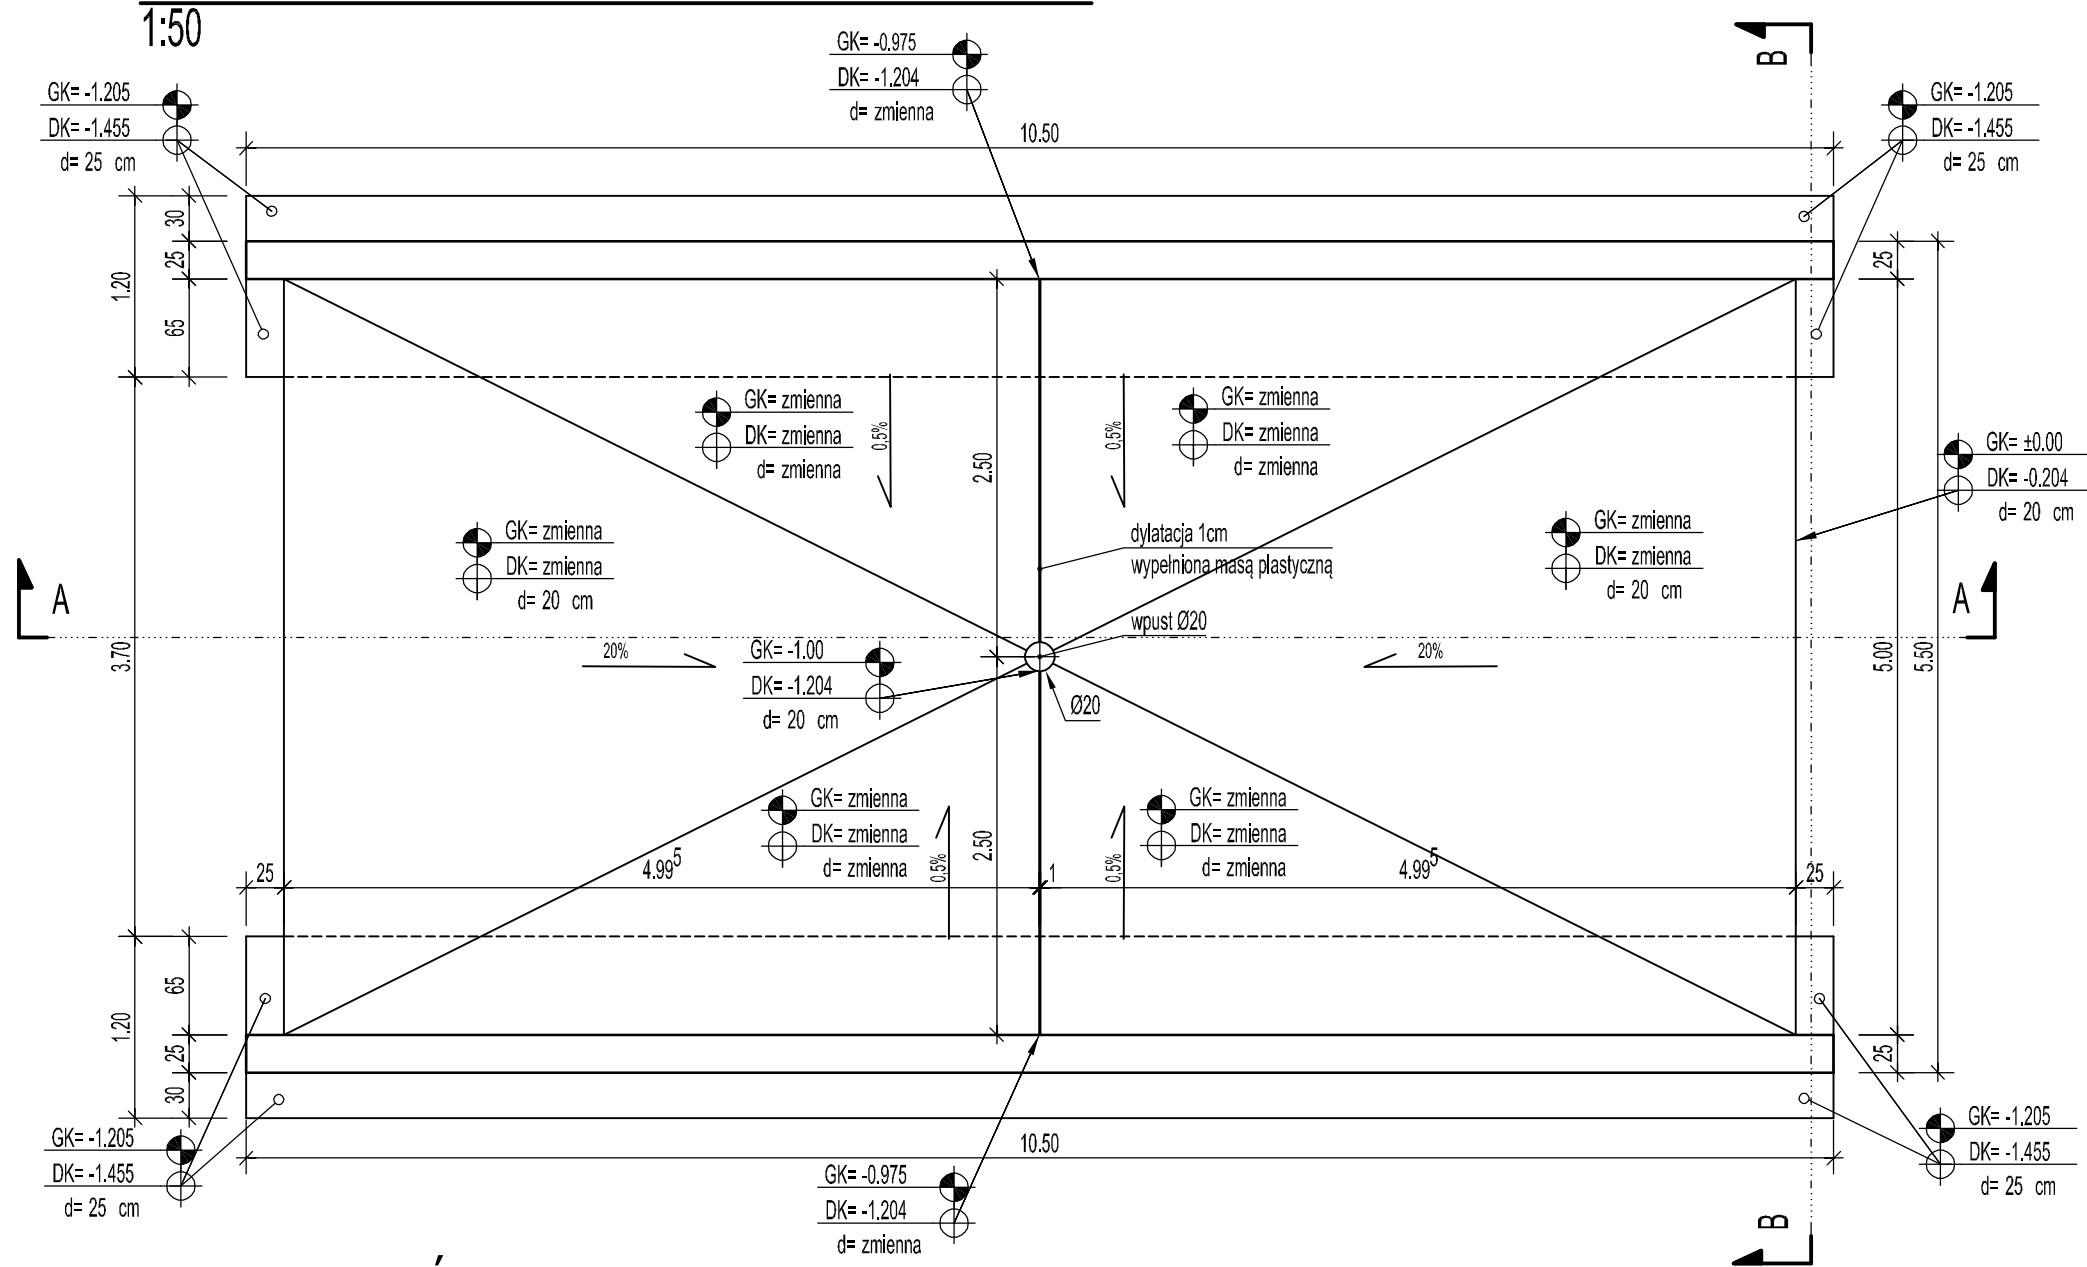 1:50
GK= -0.975
DK= -1.204
d= zmienna
B
GK= -1.205
DK= -1.455
d= 25 cm
GK= -1.205
DK= -1.455
d= 25 cm
10.50
30
25
65
1.20
25
GK= zmienna
DK= zmienna
d= zmienna
0,5%
2.50
0,5%
GK= zmienna
DK= zmienna
d= zmienna
GK= ±0.00
DK= -0.204
d= 20 cm
GK= zmienna
DK= zmienna
d= 20 cm
dylatacja 1cm
wypełniona masą plastyczną
GK= zmienna
DK= zmienna
d= 20 cm
A
A
wpust Ø20
3.70
20%
GK= -1.00
DK= -1.204
d= 20 cm
Ø20
20%
5.00
5.50
GK= zmienna
DK= zmienna
d= zmienna
0,5%
2.50
0,5%
GK= zmienna
DK= zmienna
d= zmienna
25
4.99⁵
1
4.99⁵
25
65
25
30
1.20
25
GK= -1.205
DK= -1.455
d= 25 cm
10.50
GK= -0.975
DK= -1.204
d= zmienna
GK= -1.205
DK= -1.455
d= 25 cm
B
,